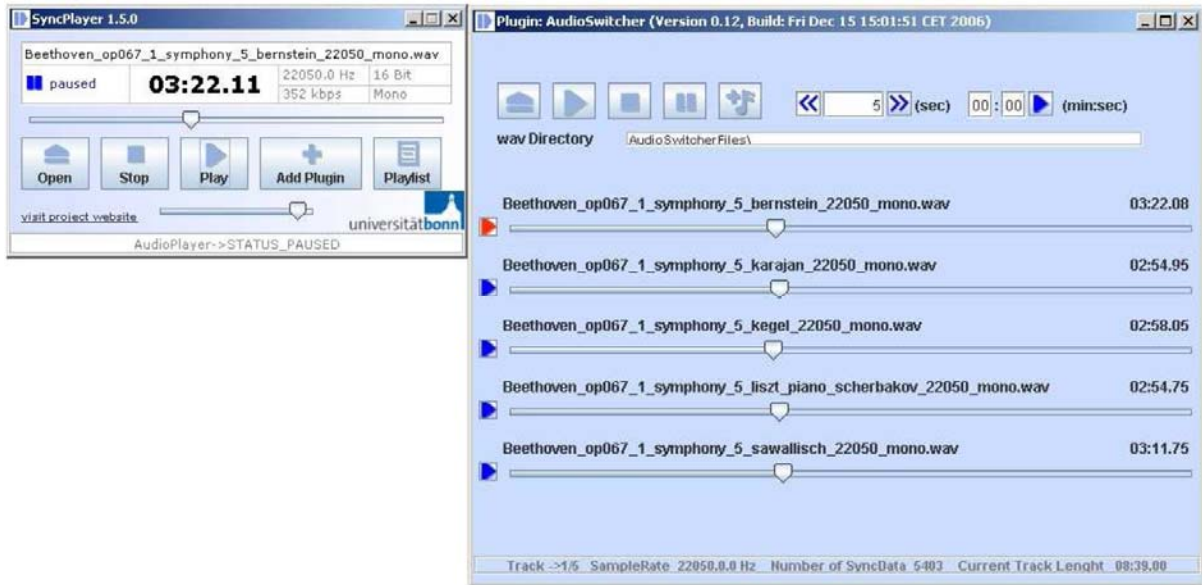 SyncPlayer 1.5.0
Beethoven_op067_1_symphony_5_bernstein_22050_mono.wav
paused 03:22.11 22050.0 Hz 16 Bit
352 kbps Mono
Open Stop Play Add Plugin Playlist
visit project website
universitätbonn
AudioPlayer->STATUS_PAUSED
Plugin: AudioSwitcher (Version 0.12, Build: Fri Dec 15 15:01:51 CET 2006)
5 (sec) 00 : 00 (min:sec)
wav Directory AudioSwitcherFiles\
Beethoven_op067_1_symphony_5_bernstein_22050_mono.wav 03:22.08
Beethoven_op067_1_symphony_5_karajan_22050_mono.wav 02:54.95
Beethoven_op067_1_symphony_5_kegel_22050_mono.wav 02:58.05
Beethoven_op067_1_symphony_5_liszt_piano_scherbakov_22050_mono.wav 02:54.75
Beethoven_op067_1_symphony_5_sawallisch_22050_mono.wav 03:11.75
Track ->1/5 SampleRate 22050.0.0 Hz Number of SyncData 5403 Current Track Lenght 08:39.00